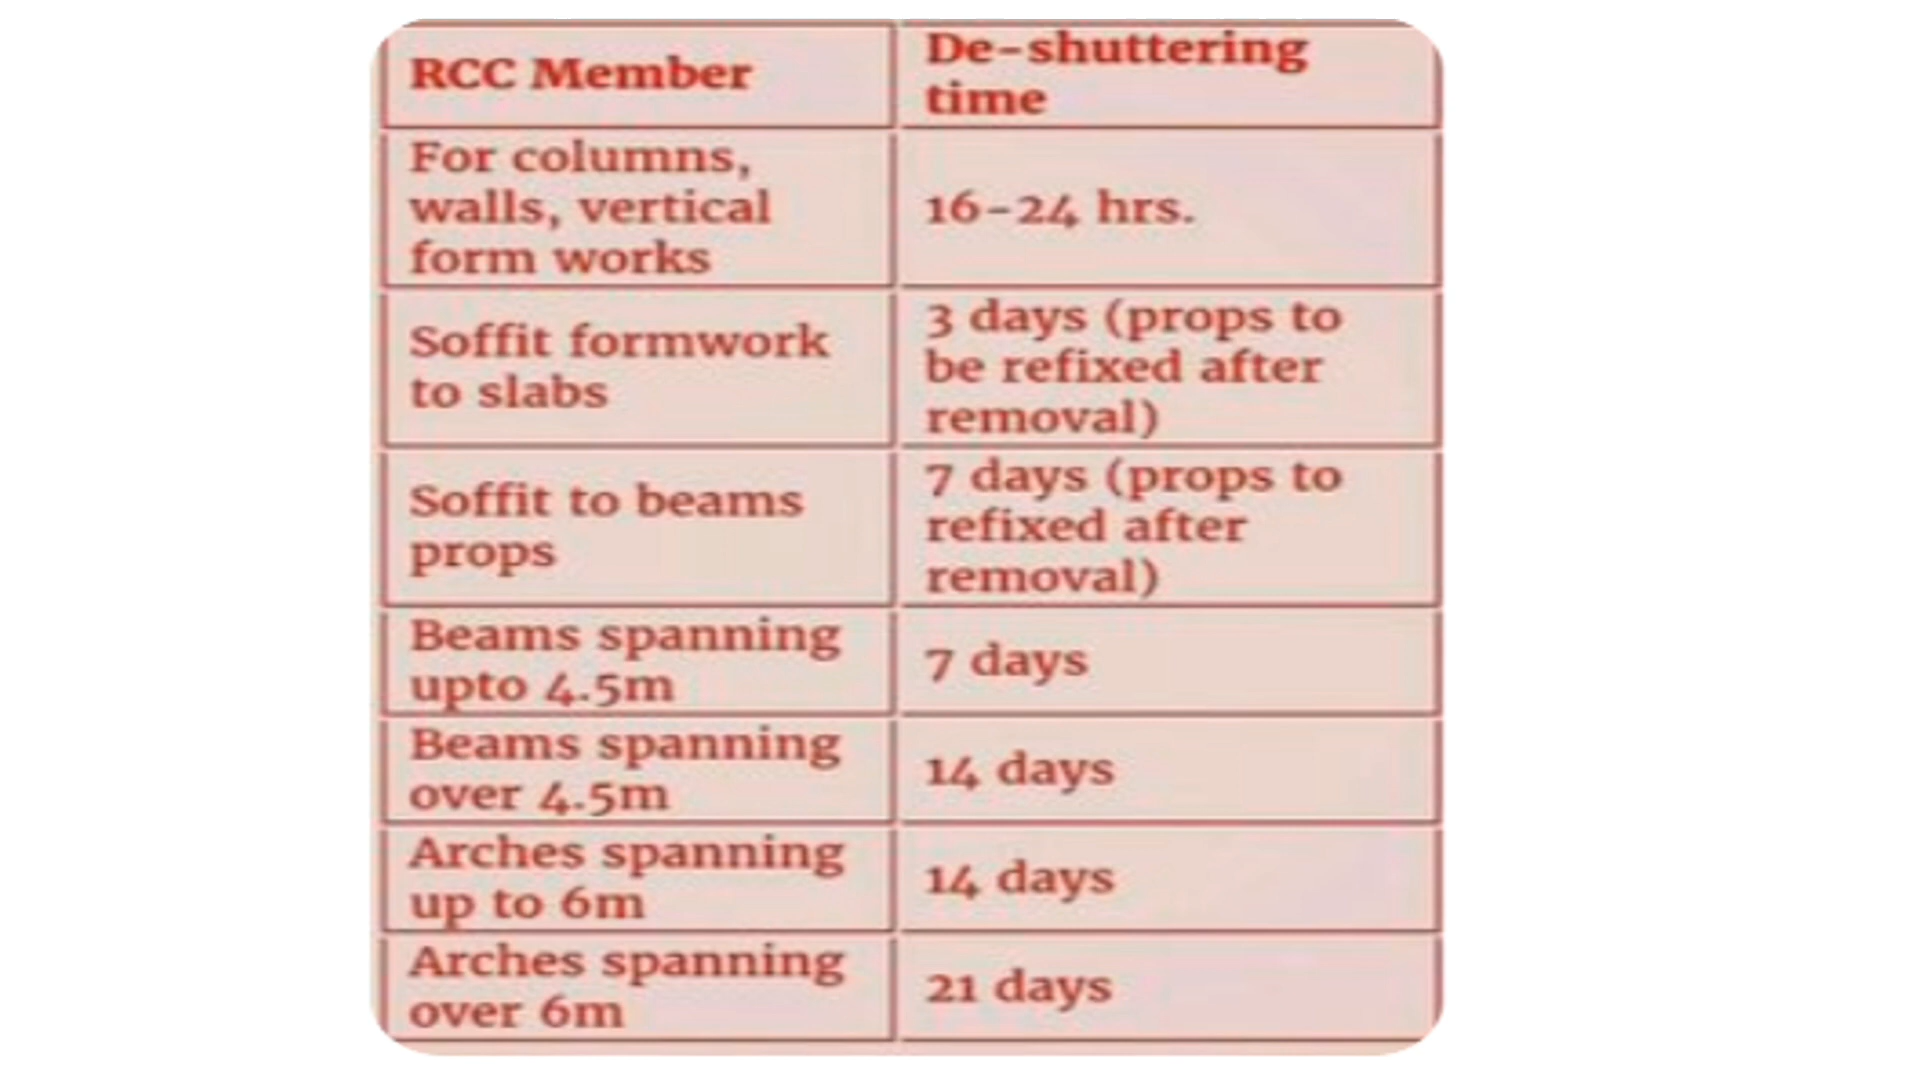 RCC Member
De-shuttering
time
For columns,
walls, vertical
form works
16-24 hrs.
Soffit formwork
to slabs
3 days (props to
be refixed after
removal)
Soffit to beams
props
7 days (props to
refixed after
removal)
Beams spanning
upto 4.5m
7 days
Beams spanning
over 4.5m
14 days
Arches spanning
up to 6m
14 days
Arches spanning
over 6m
21 days